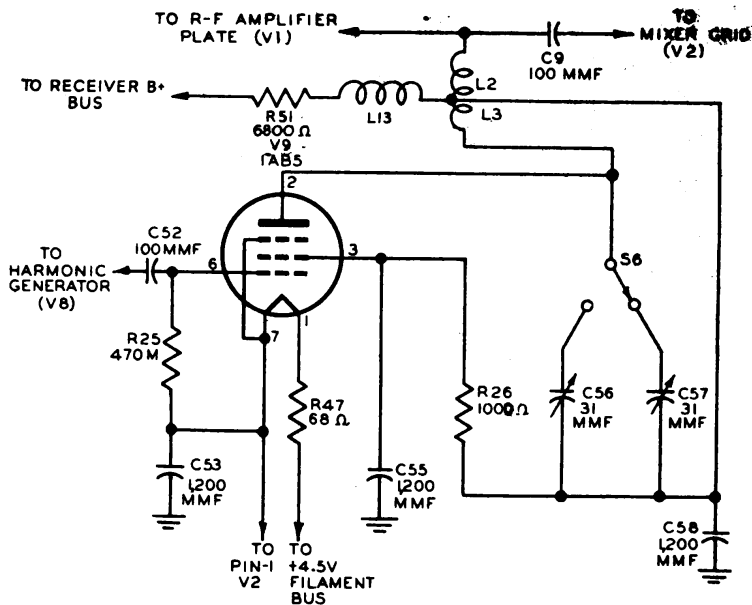 TO R-F AMPLIFIER
PLATE (V1)
TO
MIXER GRID
(V2)
C9
100 MMF
TO RECEIVER B+
BUS
R51
6800 Ω
V9
1AB5
L13
L2
L3
2
C52
100MMF
TO
HARMONIC
GENERATOR
(V8)
6
3
S6
7
1
R25
470 M
R47
68 Ω
R26
1000Ω
C56
31
MMF
C57
31
MMF
C53
1,200
MMF
C55
1,200
MMF
C58
1,200
MMF
TO
PIN-1
V2
TO
+4.5V
FILAMENT
BUS